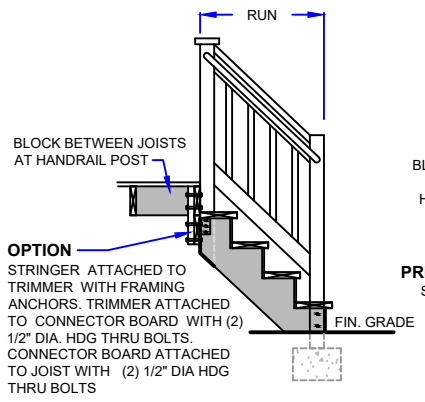 RUN
BLOCK BETWEEN JOISTS
AT HANDRAIL POST
OPTION
STRINGER ATTACHED TO
TRIMMER WITH FRAMING
ANCHORS. TRIMMER ATTACHED
TO CONNECTOR BOARD WITH (2)
1/2" DIA. HDG THRU BOLTS.
CONNECTOR BOARD ATTACHED
TO JOIST WITH (2) 1/2" DIA HDG
THRU BOLTS
FIN. GRADE
BL
H
PR
S